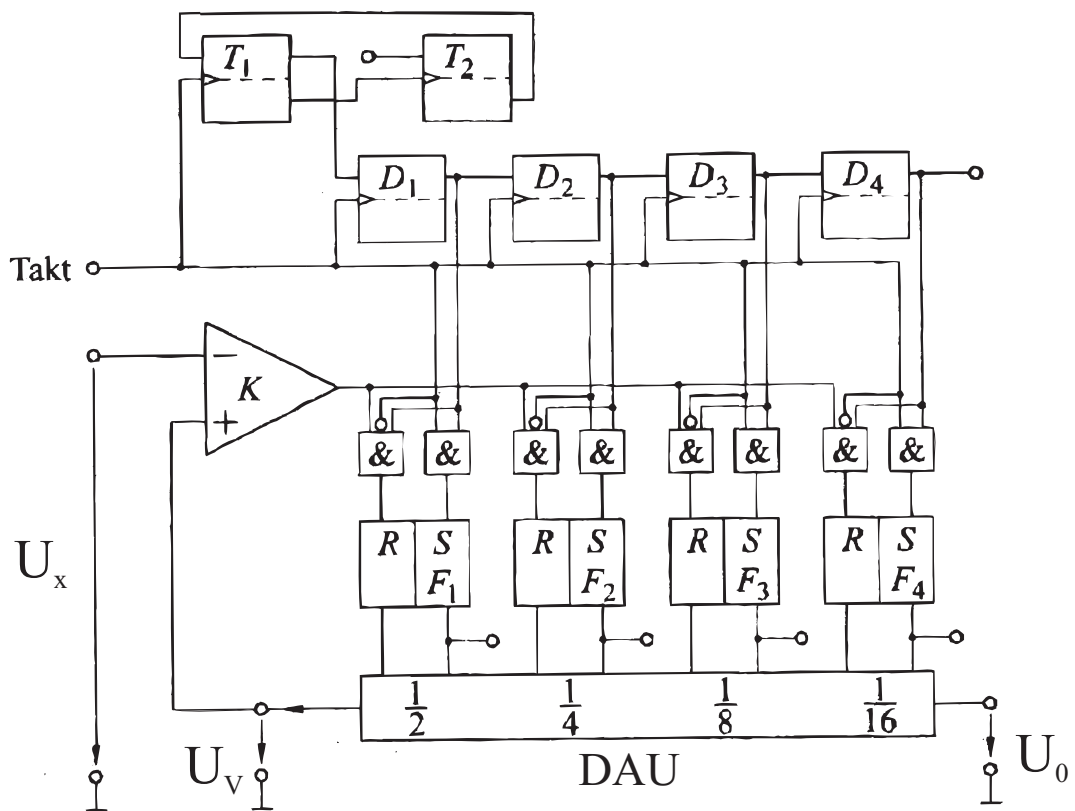 T₁ T₂
D₁ D₂ D₃ D₄
Takt
−
K
+
& & & & & & & &
R S R S R S R S
F₁ F₂ F₃ F₄
Uₓ
1/2 1/4 1/8 1/16
U_V DAU U₀